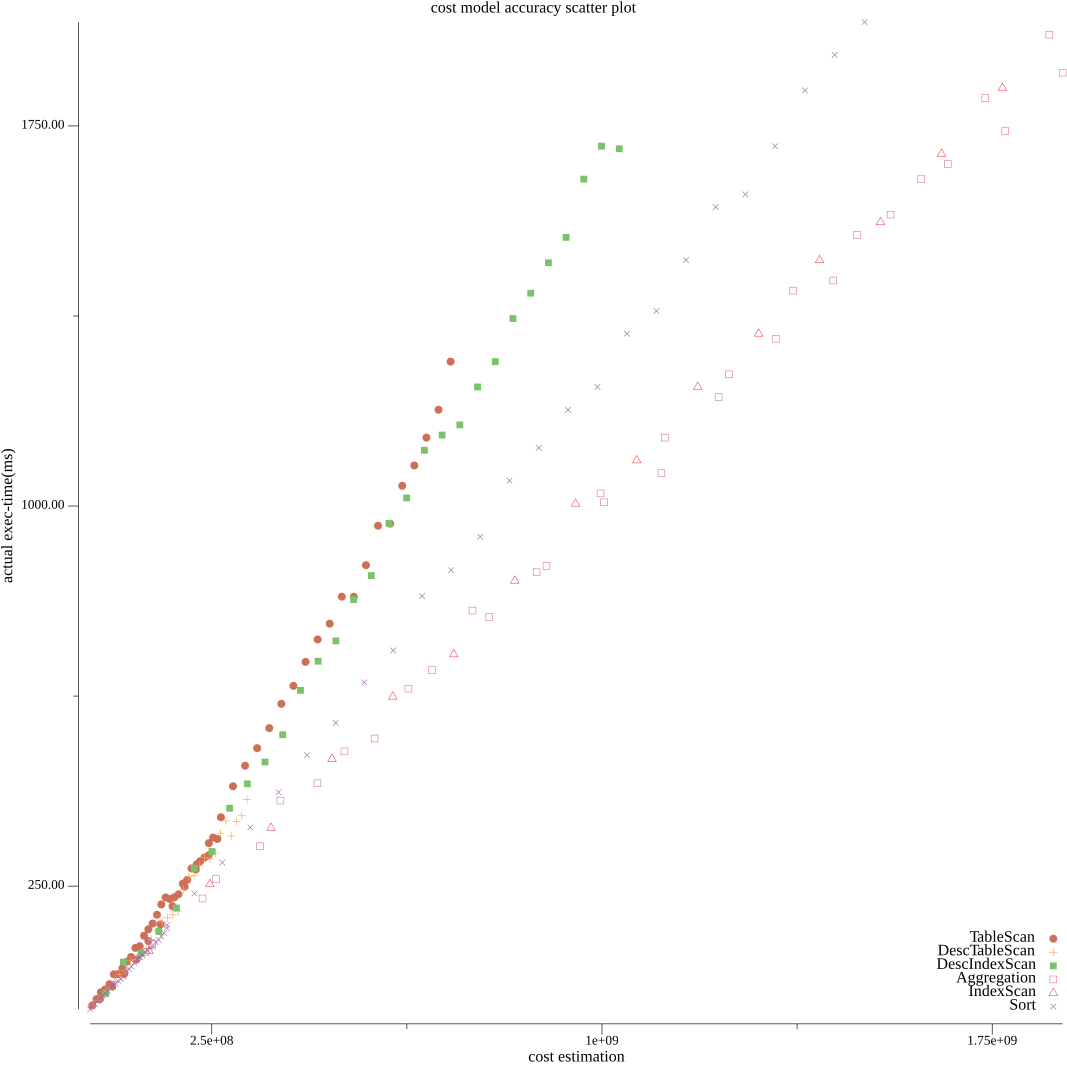 cost model accuracy scatter plot
1750.00
1000.00
250.00
actual exec-time(ms)
TableScan
DescTableScan
DescIndexScan
Aggregation
IndexScan
Sort
2.5e+08
1e+09
1.75e+09
cost estimation